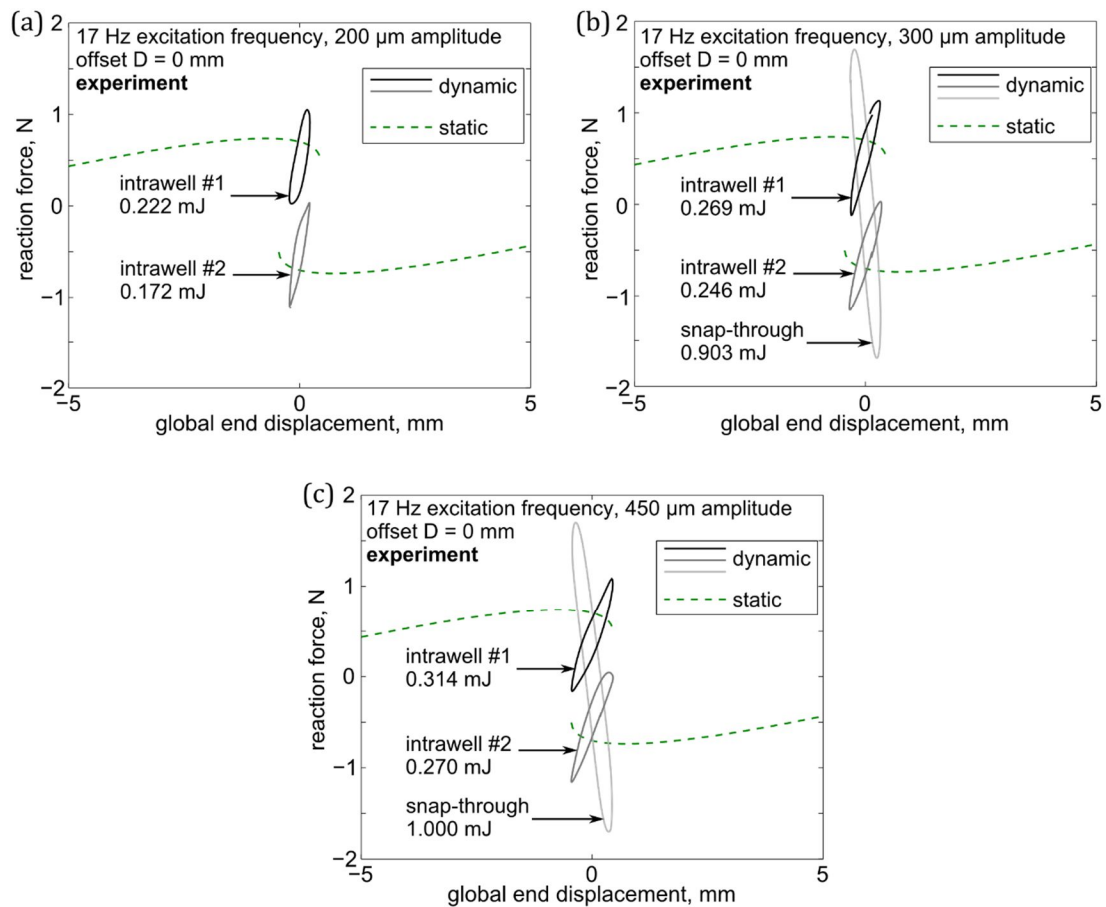 (a)
17 Hz excitation frequency, 200 μm amplitude
offset D = 0 mm
experiment
dynamic
static
intrawell #1
0.222 mJ
intrawell #2
0.172 mJ
reaction force, N
2
1
0
−1
−2
−5
0
5
global end displacement, mm
(b)
17 Hz excitation frequency, 300 μm amplitude
offset D = 0 mm
experiment
dynamic
static
intrawell #1
0.269 mJ
intrawell #2
0.246 mJ
snap-through
0.903 mJ
reaction force, N
2
1
0
−1
−2
−5
0
5
global end displacement, mm
(c)
17 Hz excitation frequency, 450 μm amplitude
offset D = 0 mm
experiment
dynamic
static
intrawell #1
0.314 mJ
intrawell #2
0.270 mJ
snap-through
1.000 mJ
reaction force, N
2
1
0
−1
−2
−5
0
5
global end displacement, mm